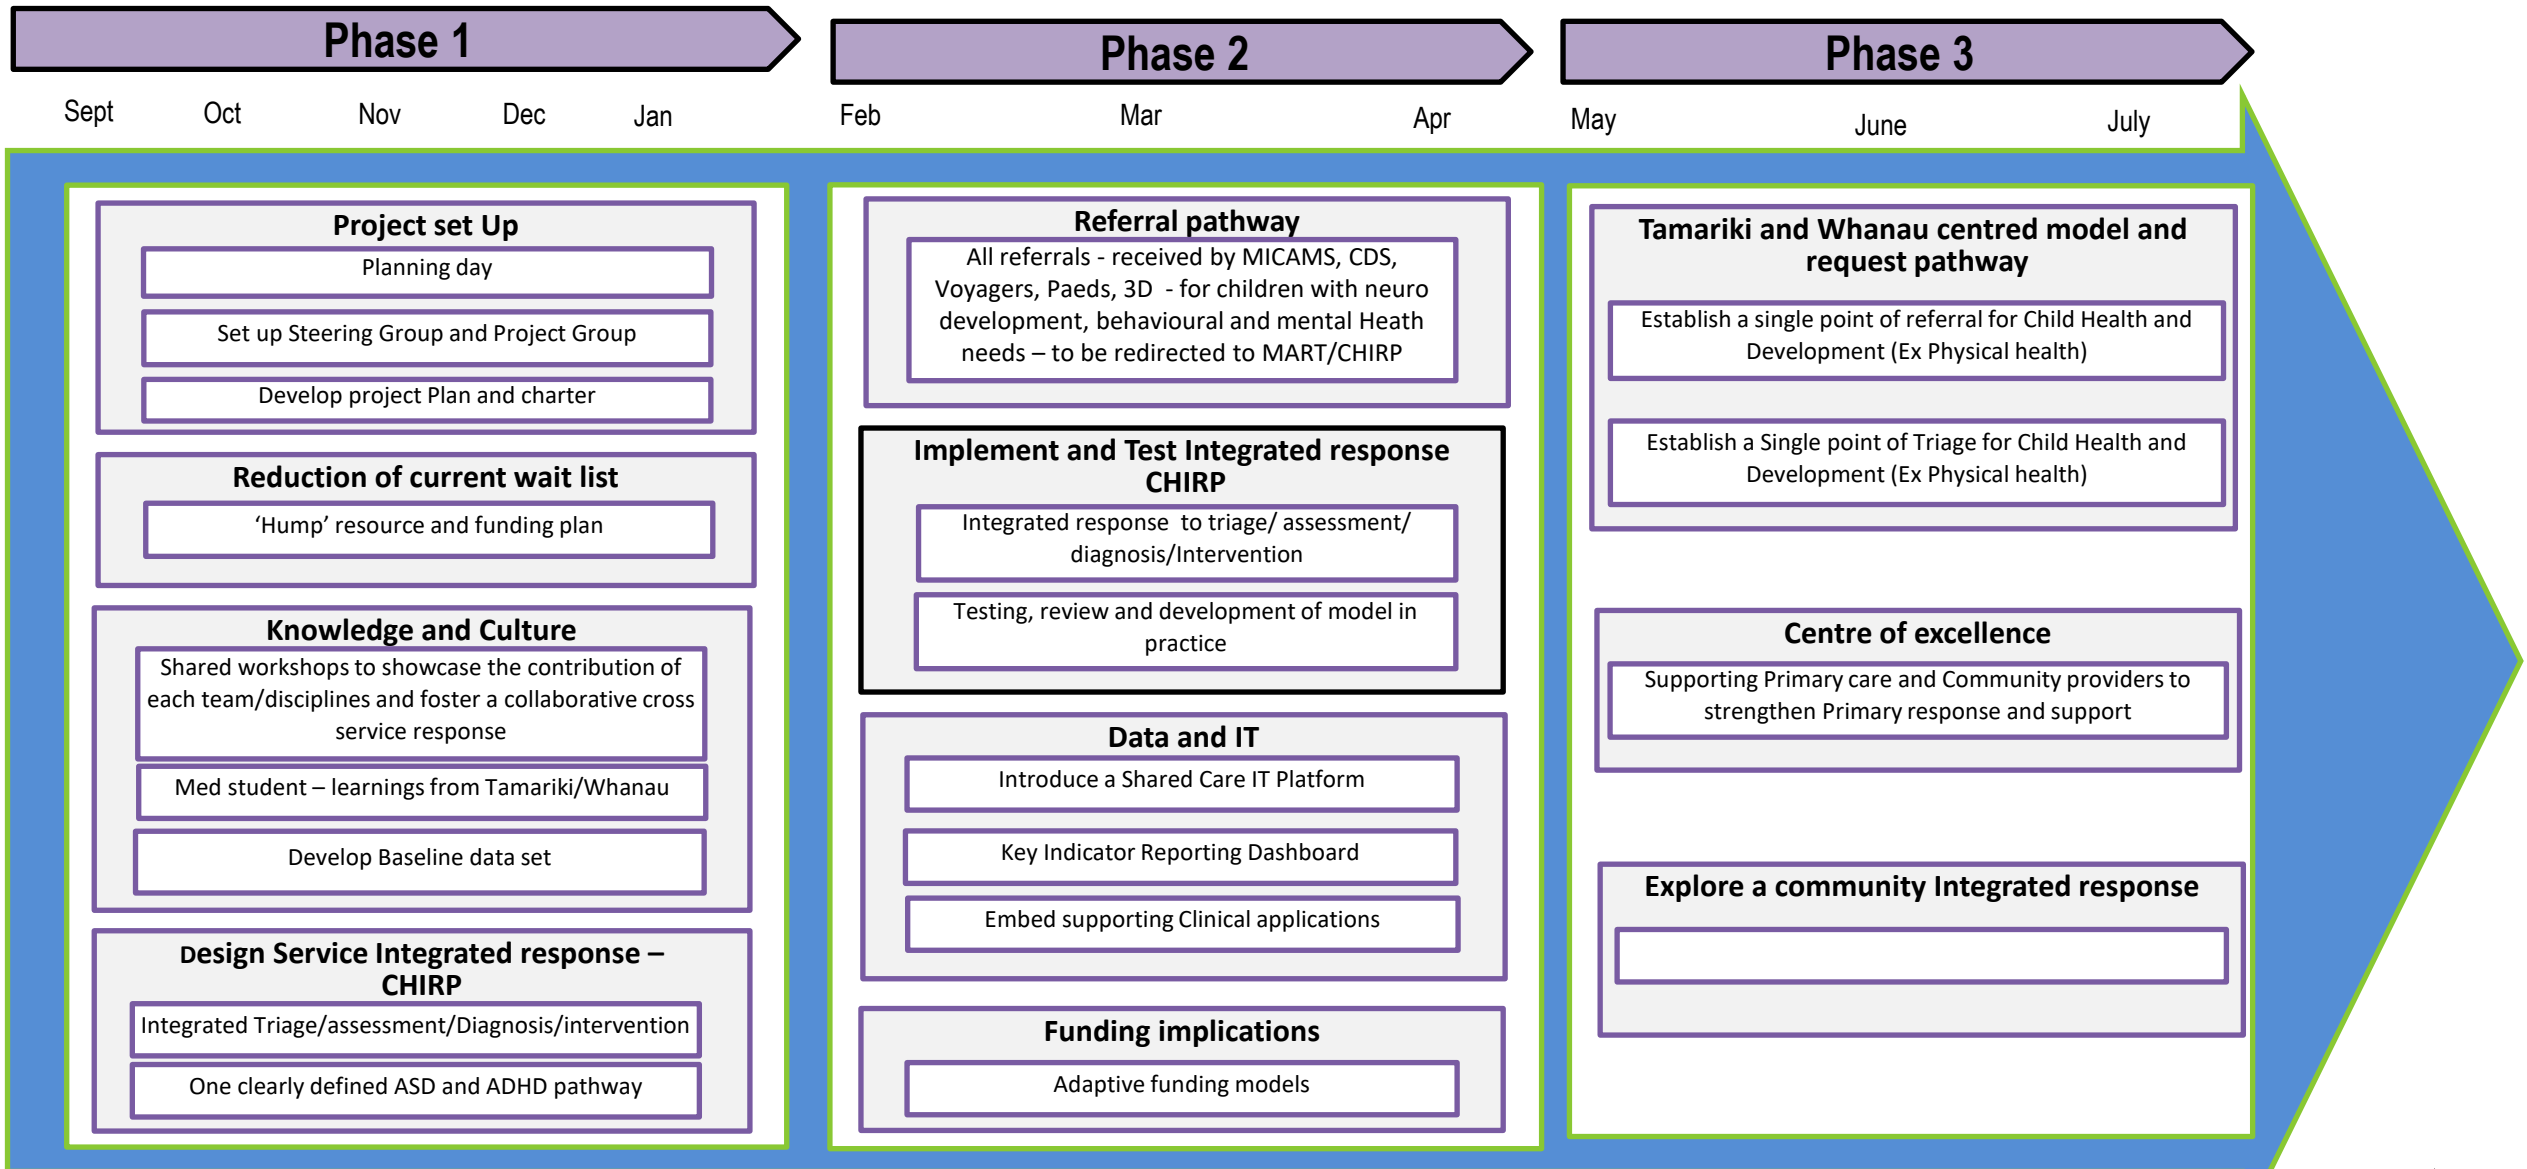 Phase 1
Phase 2
Phase 3
Sept Oct Nov Dec Jan
Feb Mar Apr
May June July
Project set Up
Planning day
Set up Steering Group and Project Group
Develop project Plan and charter
Reduction of current wait list
‘Hump’ resource and funding plan
Knowledge and Culture
Shared workshops to showcase the contribution of
each team/disciplines and foster a collaborative cross
service response
Med student – learnings from Tamariki/Whanau
Develop Baseline data set
Design Service Integrated response –
CHIRP
Integrated Triage/assessment/Diagnosis/intervention
One clearly defined ASD and ADHD pathway
Referral pathway
All referrals - received by MICAMS, CDS,
Voyagers, Paeds, 3D - for children with neuro
development, behavioural and mental Heath
needs – to be redirected to MART/CHIRP
Implement and Test Integrated response
CHIRP
Integrated response to triage/ assessment/
diagnosis/Intervention
Testing, review and development of model in
practice
Data and IT
Introduce a Shared Care IT Platform
Key Indicator Reporting Dashboard
Embed supporting Clinical applications
Funding implications
Adaptive funding models
Tamariki and Whanau centred model and
request pathway
Establish a single point of referral for Child Health and
Development (Ex Physical health)
Establish a Single point of Triage for Child Health and
Development (Ex Physical health)
Centre of excellence
Supporting Primary care and Community providers to
strengthen Primary response and support
Explore a community Integrated response